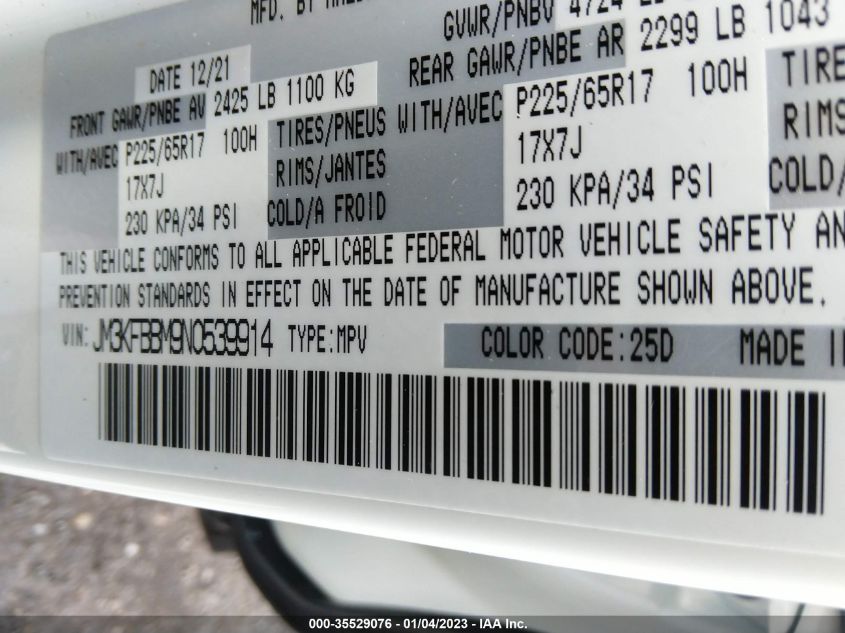 MFD. BY
GVWR/PNBV 4724
DATE 12/21
REAR GAWR/PNBE AR 2299 LB 1043
FRONT GAWR/PNBE AV 2425 LB 1100 KG
WITH/AVEC P225/65R17 100H TIRES/PNEUS WITH/AVEC P225/65R17 100H TIRE
17X7J RIMS/JANTES 17X7J RIMS
230 KPA/34 PSI COLD/A FROID 230 KPA/34 PSI COLD/
THIS VEHICLE CONFORMS TO ALL APPLICABLE FEDERAL MOTOR VEHICLE SAFETY AN
PREVENTION STANDARDS IN EFFECT ON THE DATE OF MANUFACTURE SHOWN ABOVE.
VIN: JM3KFBBM9N0539914 TYPE:MPV COLOR CODE:25D MADE I
000-35529076 - 01/04/2023 - IAA Inc.